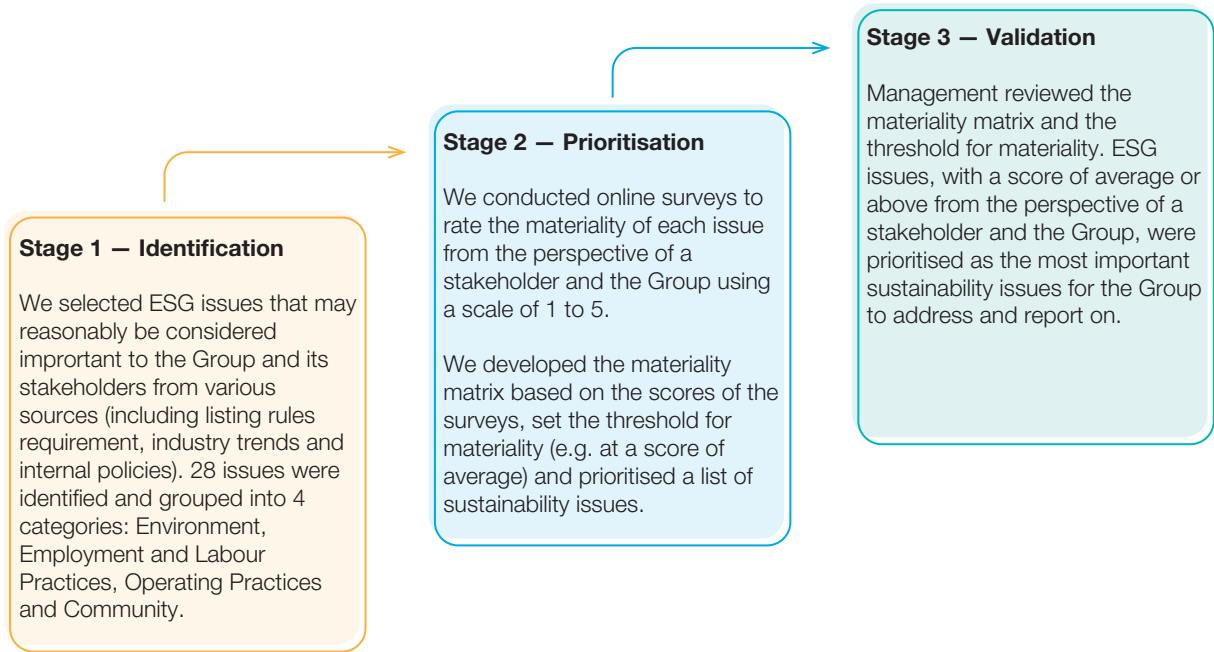 Stage 1 — Identification
We selected ESG issues that may
reasonably be considered
imprortant to the Group and its
stakeholders from various
sources (including listing rules
requirement, industry trends and
internal policies). 28 issues were
identified and grouped into 4
categories: Environment,
Employment and Labour
Practices, Operating Practices
and Community.
Stage 2 — Prioritisation
We conducted online surveys to
rate the materiality of each issue
from the perspective of a
stakeholder and the Group using
a scale of 1 to 5.
We developed the materiality
matrix based on the scores of the
surveys, set the threshold for
materiality (e.g. at a score of
average) and prioritised a list of
sustainability issues.
Stage 3 — Validation
Management reviewed the
materiality matrix and the
threshold for materiality. ESG
issues, with a score of average or
above from the perspective of a
stakeholder and the Group, were
prioritised as the most important
sustainability issues for the Group
to address and report on.